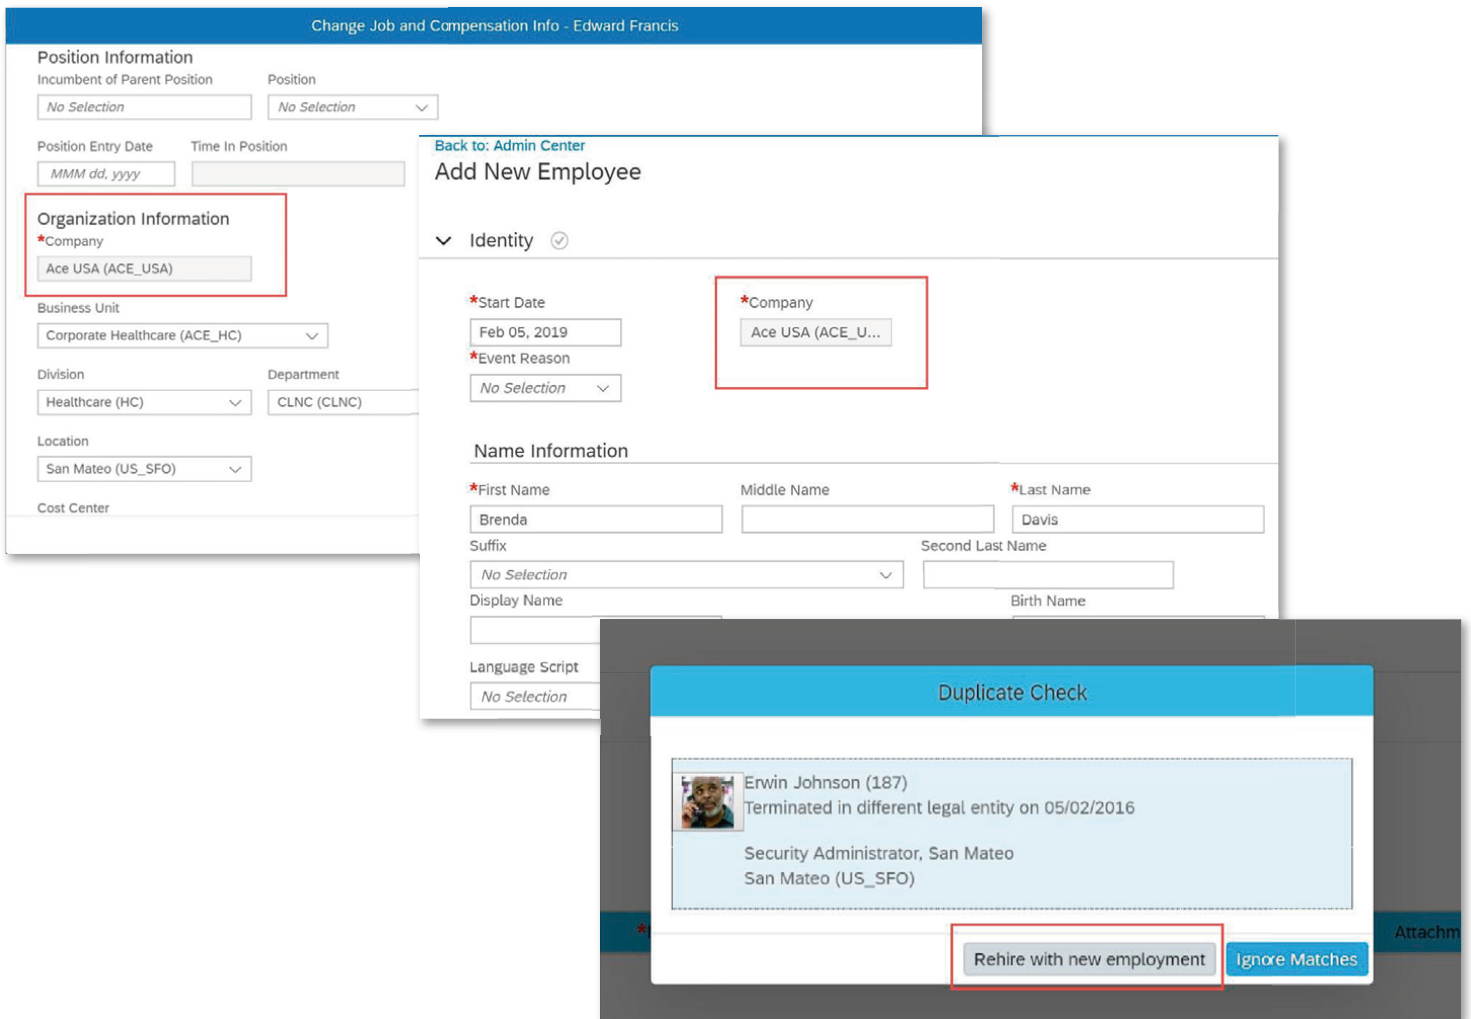 Change Job and Compensation Info - Edward Francis
Position Information
Incumbent of Parent Position Position
No Selection No Selection
Position Entry Date Time In Position
MMM dd, yyyy
Organization Information
*Company
Ace USA (ACE_USA)
Business Unit
Corporate Healthcare (ACE_HC)
Division Department
Healthcare (HC) CLNC (CLNC)
Location
San Mateo (US_SFO)
Cost Center
Back to: Admin Center
Add New Employee
Identity
*Start Date *Company
Feb 05, 2019 Ace USA (ACE_U...
*Event Reason
No Selection
Name Information
*First Name Middle Name *Last Name
Brenda Davis
Suffix Second Last Name
No Selection
Display Name Birth Name
Language Script
No Selection
Duplicate Check
Erwin Johnson (187)
Terminated in different legal entity on 05/02/2016
Security Administrator, San Mateo
San Mateo (US_SFO)
* Attachm
Rehire with new employment Ignore Matches